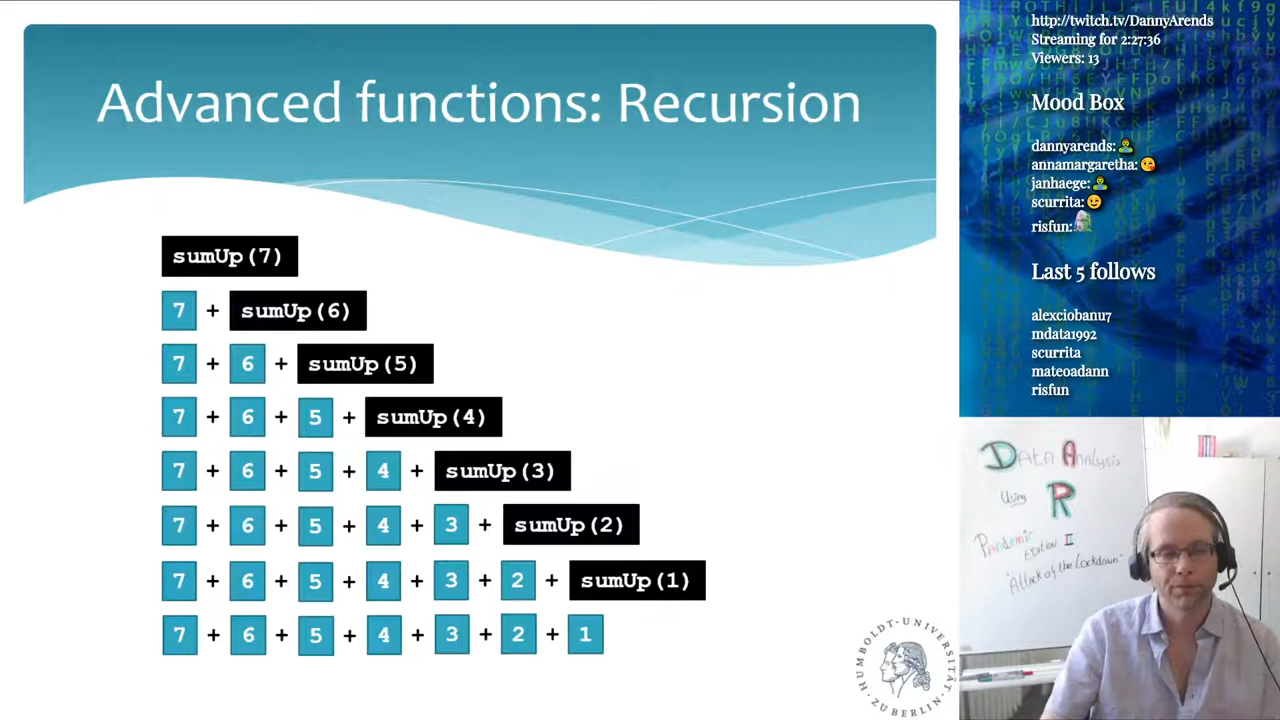 Advanced functions: Recursion
sumUp(7)
7 + sumUp(6)
7 + 6 + sumUp(5)
7 + 6 + 5 + sumUp(4)
7 + 6 + 5 + 4 + sumUp(3)
7 + 6 + 5 + 4 + 3 + sumUp(2)
7 + 6 + 5 + 4 + 3 + 2 + sumUp(1)
7 + 6 + 5 + 4 + 3 + 2 + 1
HUMBOLDT-UNIVERSITÄT
ZU BERLIN
http://twitch.tv/DannyArends
Streaming for 2:27:36
Viewers: 13
Mood Box
dannyarends:
annamargaretha:
janhaege:
scurrita:
risfun:
Last 5 follows
alexciobanu7
mdata1992
scurrita
mateoadann
risfun
DATA ANALYSIS
Using
R
Pandemic
EDITION II
"Attack of the Lockdown"